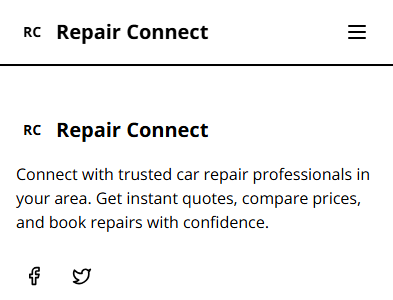 RC Repair Connect
RC Repair Connect
Connect with trusted car repair professionals in
your area. Get instant quotes, compare prices,
and book repairs with confidence.